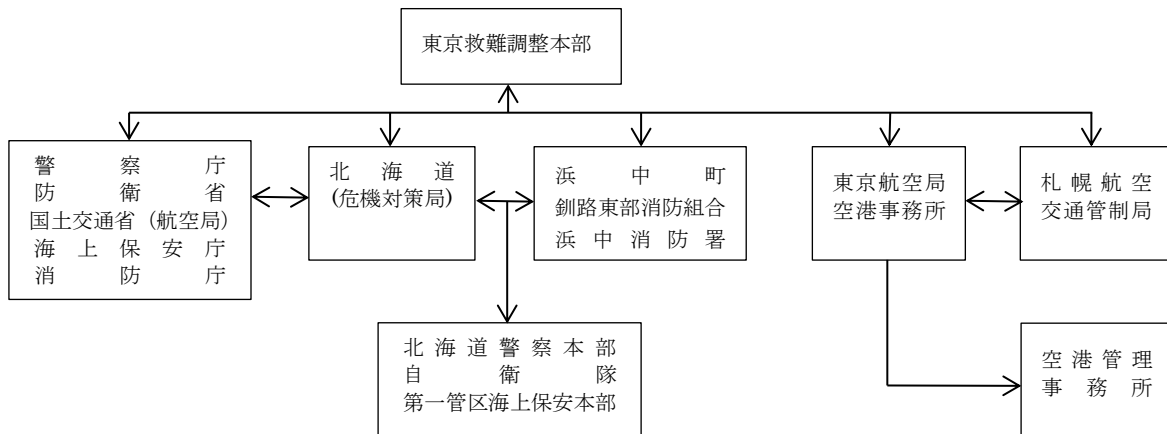 東京救難調整本部
警察庁
防衛省
国土交通省(航空局)
海上保安庁
消防庁
北海道
(危機対策局)
浜中町
釧路東部消防組合
浜中消防署
東京航空局
空港事務所
札幌航空
交通管制局
北海道警察本部
自衛隊
第一管区海上保安本部
空港管理
事務所